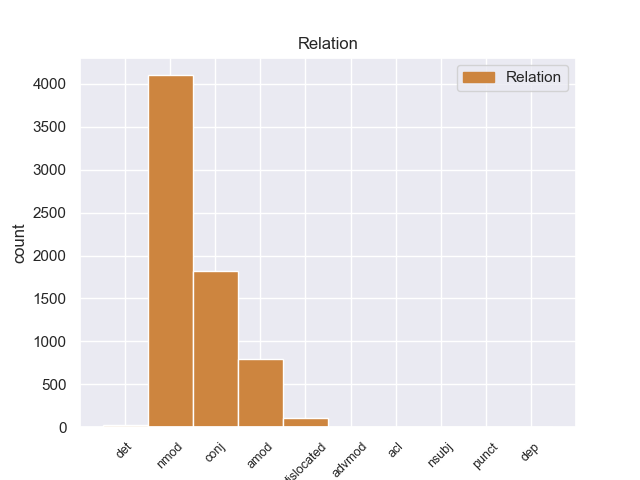 Relation
Relation
4000
3500
3000
2500
2000
1500
1000
500
0
count
det
nmod
conj
amod
islocated
advmod
acl
nsubj
punct
dep